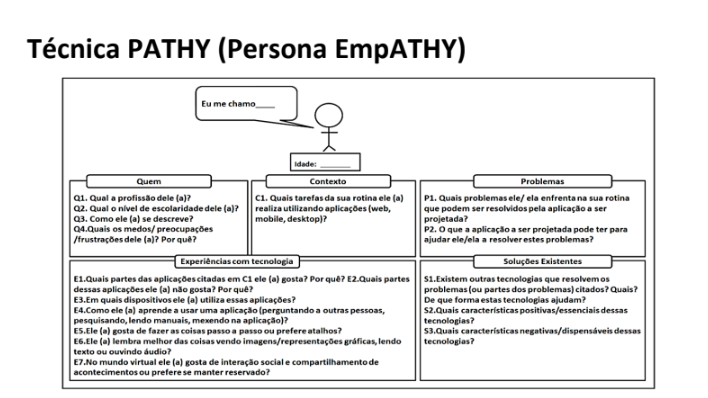 Técnica PATHY (Persona EmpATHY)
Eu me chamo____
Idade: ______
Quem
Q1. Qual a profissão dele (a)?
Q2. Qual o nível de escolaridade dele (a)?
Q3. Como ele (a) se descreve?
Q4.Quais os medos/ preocupações
/frustrações dele (a)? Por quê?
Contexto
C1. Quais tarefas da sua rotina ele (a)
realiza utilizando aplicações (web,
mobile, desktop)?
Problemas
P1. Quais problemas ele/ ela enfrenta na sua rotina
que podem ser resolvidos pela aplicação a ser
projetada?
P2. O que a aplicação a ser projetada pode ter para
ajudar ele/ela a resolver estes problemas?
Experiências com tecnologia
E1.Quais partes das aplicações citadas em C1 ele (a) gosta? Por quê? E2.Quais partes
dessas aplicações ele (a) não gosta? Por quê?
E3.Em quais dispositivos ele (a) utiliza essas aplicações?
E4.Como ele (a) aprende a usar uma aplicação (perguntando a outras pessoas,
pesquisando, lendo manuais, mexendo na aplicação)?
E5.Ele (a) gosta de fazer as coisas passo a passo ou prefere atalhos?
E6.Ele (a) lembra melhor das coisas vendo imagens/representações gráficas, lendo
texto ou ouvindo áudio?
E7.No mundo virtual ele (a) gosta de interação social e compartilhamento de
acontecimentos ou prefere se manter reservado?
Soluções Existentes
S1.Existem outras tecnologias que resolvem os
problemas (ou partes dos problemas) citados? Quais?
De que forma estas tecnologias ajudam?
S2.Quais características positivas/essenciais dessas
tecnologias?
S3.Quais características negativas/dispensáveis dessas
tecnologias?